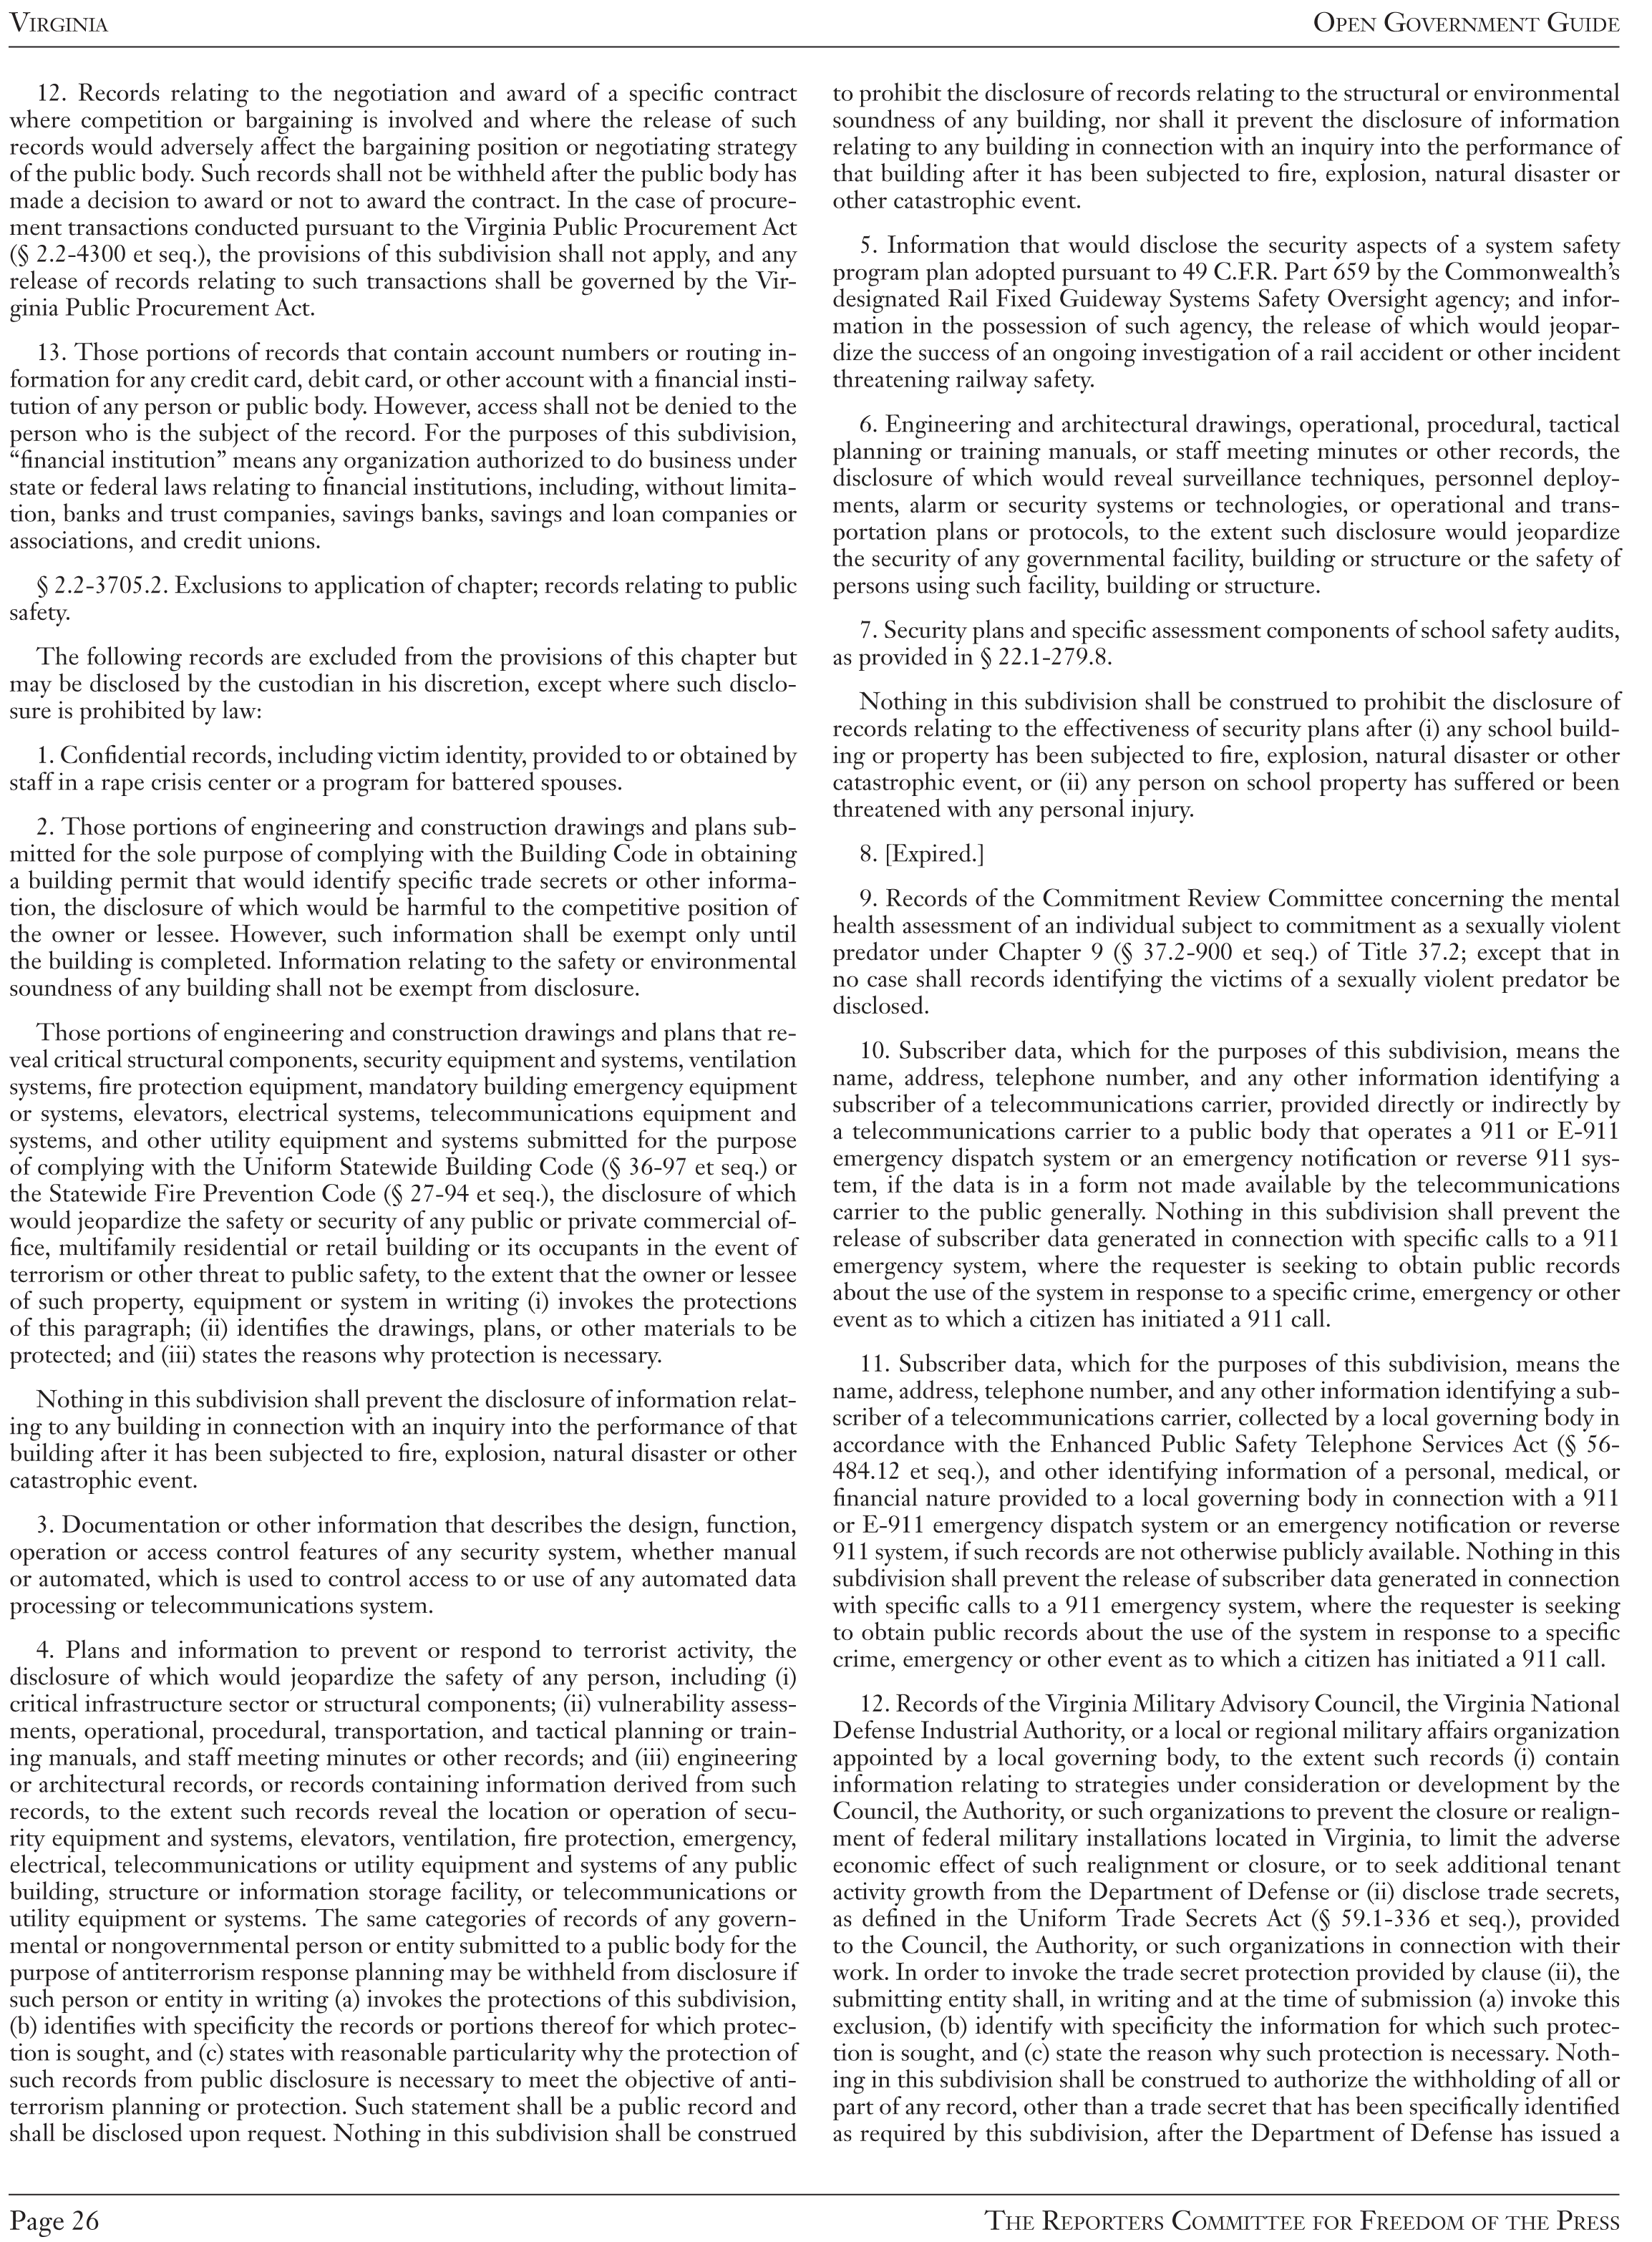 VIRGINIA
OPEN GOVERNMENT GUIDE
12. Records relating to the negotiation and award of a specific contract
where competition or bargaining is involved and where the release of such
records would adversely affect the bargaining position or negotiating strategy
of the public body. Such records shall not be withheld after the public body has
made a decision to award or not to award the contract. In the case of procure-
ment transactions conducted pursuant to the Virginia Public Procurement Act
(§ 2.2-4300 et seq.), the provisions of this subdivision shall not apply, and any
release of records relating to such transactions shall be governed by the Vir-
ginia Public Procurement Act.
13. Those portions of records that contain account numbers or routing in-
formation for any credit card, debit card, or other account with a financial insti-
tution of any person or public body. However, access shall not be denied to the
person who is the subject of the record. For the purposes of this subdivision,
“financial institution” means any organization authorized to do business under
state or federal laws relating to financial institutions, including, without limita-
tion, banks and trust companies, savings banks, savings and loan companies or
associations, and credit unions.
§ 2.2-3705.2. Exclusions to application of chapter; records relating to public
safety.
The following records are excluded from the provisions of this chapter but
may be disclosed by the custodian in his discretion, except where such disclo-
sure is prohibited by law:
1. Confidential records, including victim identity, provided to or obtained by
staff in a rape crisis center or a program for battered spouses.
2. Those portions of engineering and construction drawings and plans sub-
mitted for the sole purpose of complying with the Building Code in obtaining
a building permit that would identify specific trade secrets or other informa-
tion, the disclosure of which would be harmful to the competitive position of
the owner or lessee. However, such information shall be exempt only until
the building is completed. Information relating to the safety or environmental
soundness of any building shall not be exempt from disclosure.
Those portions of engineering and construction drawings and plans that re-
veal critical structural components, security equipment and systems, ventilation
systems, fire protection equipment, mandatory building emergency equipment
or systems, elevators, electrical systems, telecommunications equipment and
systems, and other utility equipment and systems submitted for the purpose
of complying with the Uniform Statewide Building Code (§ 36-97 et seq.) or
the Statewide Fire Prevention Code (§ 27-94 et seq.), the disclosure of which
would jeopardize the safety or security of any public or private commercial of-
fice, multifamily residential or retail building or its occupants in the event of
terrorism or other threat to public safety, to the extent that the owner or lessee
of such property, equipment or system in writing (i) invokes the protections
of this paragraph; (ii) identifies the drawings, plans, or other materials to be
protected; and (iii) states the reasons why protection is necessary.
Nothing in this subdivision shall prevent the disclosure of information relat-
ing to any building in connection with an inquiry into the performance of that
building after it has been subjected to fire, explosion, natural disaster or other
catastrophic event.
3. Documentation or other information that describes the design, function,
operation or access control features of any security system, whether manual
or automated, which is used to control access to or use of any automated data
processing or telecommunications system.
4. Plans and information to prevent or respond to terrorist activity, the
disclosure of which would jeopardize the safety of any person, including (i)
critical infrastructure sector or structural components; (ii) vulnerability assess-
ments, operational, procedural, transportation, and tactical planning or train-
ing manuals, and staff meeting minutes or other records; and (iii) engineering
or architectural records, or records containing information derived from such
records, to the extent such records reveal the location or operation of secu-
rity equipment and systems, elevators, ventilation, fire protection, emergency,
electrical, telecommunications or utility equipment and systems of any public
building, structure or information storage facility, or telecommunications or
utility equipment or systems. The same categories of records of any govern-
mental or nongovernmental person or entity submitted to a public body for the
purpose of antiterrorism response planning may be withheld from disclosure if
such person or entity in writing (a) invokes the protections of this subdivision,
(b) identifies with specificity the records or portions thereof for which protec-
tion is sought, and (c) states with reasonable particularity why the protection of
such records from public disclosure is necessary to meet the objective of anti-
terrorism planning or protection. Such statement shall be a public record and
shall be disclosed upon request. Nothing in this subdivision shall be construed
to prohibit the disclosure of records relating to the structural or environmental
soundness of any building, nor shall it prevent the disclosure of information
relating to any building in connection with an inquiry into the performance of
that building after it has been subjected to fire, explosion, natural disaster or
other catastrophic event.
5. Information that would disclose the security aspects of a system safety
program plan adopted pursuant to 49 C.F.R. Part 659 by the Commonwealth’s
designated Rail Fixed Guideway Systems Safety Oversight agency; and infor-
mation in the possession of such agency, the release of which would jeopar-
dize the success of an ongoing investigation of a rail accident or other incident
threatening railway safety.
6. Engineering and architectural drawings, operational, procedural, tactical
planning or training manuals, or staff meeting minutes or other records, the
disclosure of which would reveal surveillance techniques, personnel deploy-
ments, alarm or security systems or technologies, or operational and trans-
portation plans or protocols, to the extent such disclosure would jeopardize
the security of any governmental facility, building or structure or the safety of
persons using such facility, building or structure.
7. Security plans and specific assessment components of school safety audits,
as provided in § 22.1-279.8.
Nothing in this subdivision shall be construed to prohibit the disclosure of
records relating to the effectiveness of security plans after (i) any school build-
ing or property has been subjected to fire, explosion, natural disaster or other
catastrophic event, or (ii) any person on school property has suffered or been
threatened with any personal injury.
8. [Expired.]
9. Records of the Commitment Review Committee concerning the mental
health assessment of an individual subject to commitment as a sexually violent
predator under Chapter 9 (§ 37.2-900 et seq.) of Title 37.2; except that in
no case shall records identifying the victims of a sexually violent predator be
disclosed.
10. Subscriber data, which for the purposes of this subdivision, means the
name, address, telephone number, and any other information identifying a
subscriber of a telecommunications carrier, provided directly or indirectly by
a telecommunications carrier to a public body that operates a 911 or E-911
emergency dispatch system or an emergency notification or reverse 911 sys-
tem, if the data is in a form not made available by the telecommunications
carrier to the public generally. Nothing in this subdivision shall prevent the
release of subscriber data generated in connection with specific calls to a 911
emergency system, where the requester is seeking to obtain public records
about the use of the system in response to a specific crime, emergency or other
event as to which a citizen has initiated a 911 call.
11. Subscriber data, which for the purposes of this subdivision, means the
name, address, telephone number, and any other information identifying a sub-
scriber of a telecommunications carrier, collected by a local governing body in
accordance with the Enhanced Public Safety Telephone Services Act (§ 56-
484.12 et seq.), and other identifying information of a personal, medical, or
financial nature provided to a local governing body in connection with a 911
or E-911 emergency dispatch system or an emergency notification or reverse
911 system, if such records are not otherwise publicly available. Nothing in this
subdivision shall prevent the release of subscriber data generated in connection
with specific calls to a 911 emergency system, where the requester is seeking
to obtain public records about the use of the system in response to a specific
crime, emergency or other event as to which a citizen has initiated a 911 call.
12. Records of the Virginia Military Advisory Council, the Virginia National
Defense Industrial Authority, or a local or regional military affairs organization
appointed by a local governing body, to the extent such records (i) contain
information relating to strategies under consideration or development by the
Council, the Authority, or such organizations to prevent the closure or realign-
ment of federal military installations located in Virginia, to limit the adverse
economic effect of such realignment or closure, or to seek additional tenant
activity growth from the Department of Defense or (ii) disclose trade secrets,
as defined in the Uniform Trade Secrets Act (§ 59.1-336 et seq.), provided
to the Council, the Authority, or such organizations in connection with their
work. In order to invoke the trade secret protection provided by clause (ii), the
submitting entity shall, in writing and at the time of submission (a) invoke this
exclusion, (b) identify with specificity the information for which such protec-
tion is sought, and (c) state the reason why such protection is necessary. Noth-
ing in this subdivision shall be construed to authorize the withholding of all or
part of any record, other than a trade secret that has been specifically identified
as required by this subdivision, after the Department of Defense has issued a
Page 26
THE REPORTERS COMMITTEE FOR FREEDOM OF THE PRESS